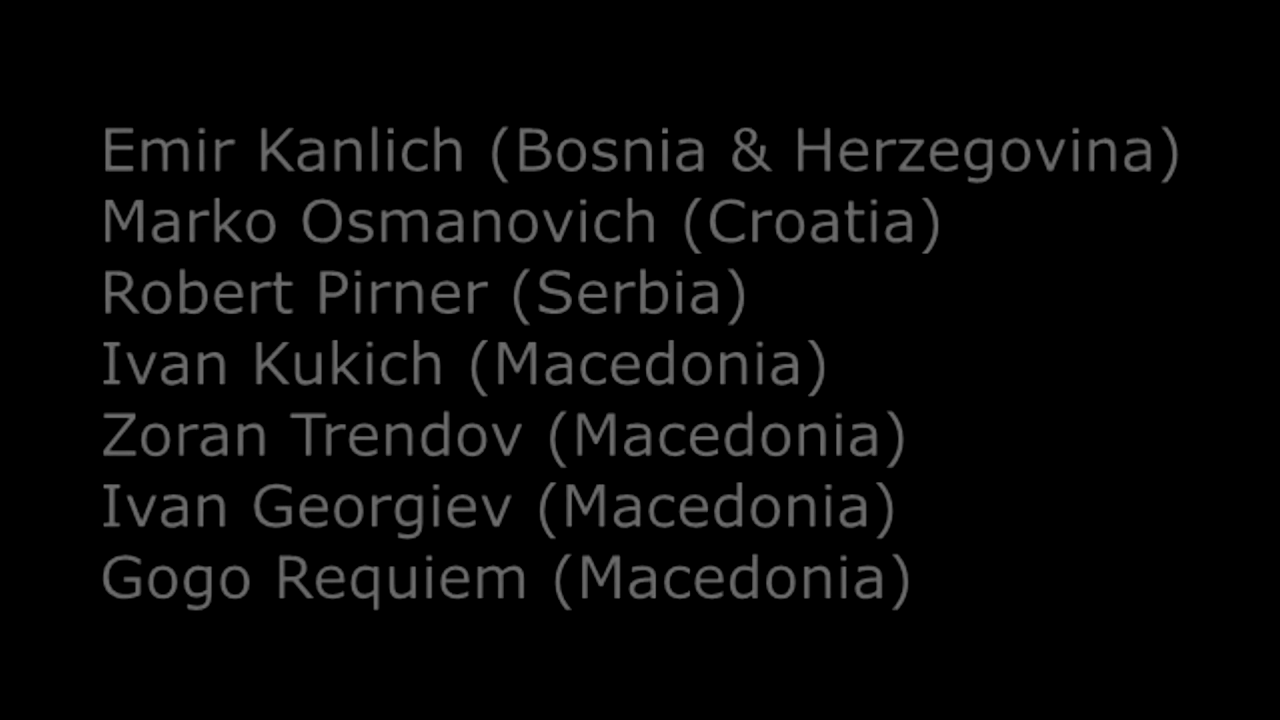 Emir Kanlich (Bosnia & Herzegovina)
Marko Osmanovich (Croatia)
Robert Pirner (Serbia)
Ivan Kukich (Macedonia)
Zoran Trendov (Macedonia)
Ivan Georgiev (Macedonia)
Gogo Requiem (Macedonia)